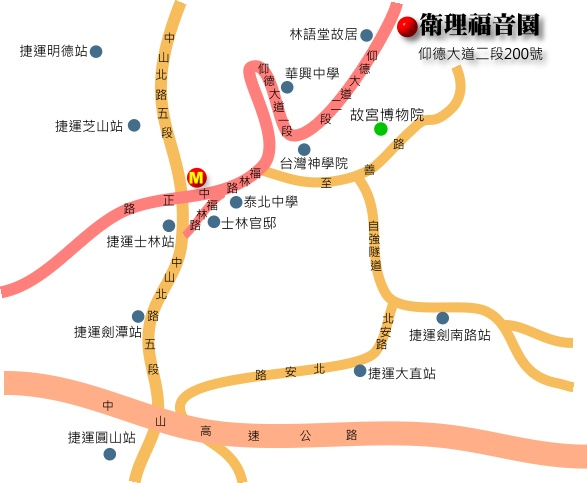 衛理福音園
仰德大道二段200號
林語堂故居
捷運明德站
中山北路五段
仰德大道二段
仰德大道一段
華興中學
故宮博物院
捷運芝山站
台灣神學院
至善路
福林路
中正路
泰北中學
福林路
士林官邸
捷運士林站
自強隧道
中山北路五段
捷運劍潭站
北安路
捷運劍南路站
北安路
捷運大直站
中山高速公路
捷運圓山站
M